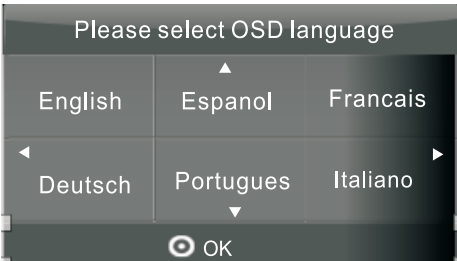 Please select OSD language
English Espanol Francais
Deutsch Portugues Italiano
OK